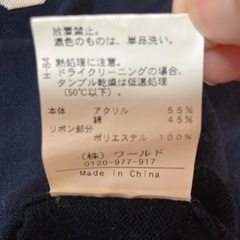 放置禁止。
濃色のものは、単品洗い。
熱処理に注意。
ドライクリーニングの場合、
タンブル乾燥は低温処理
(50℃以下)。
H 84
本体 アクリル 55%
綿 45%
リボン部分
ポリエステル 100%
(株) ワールド
0120-977-917
Made in China